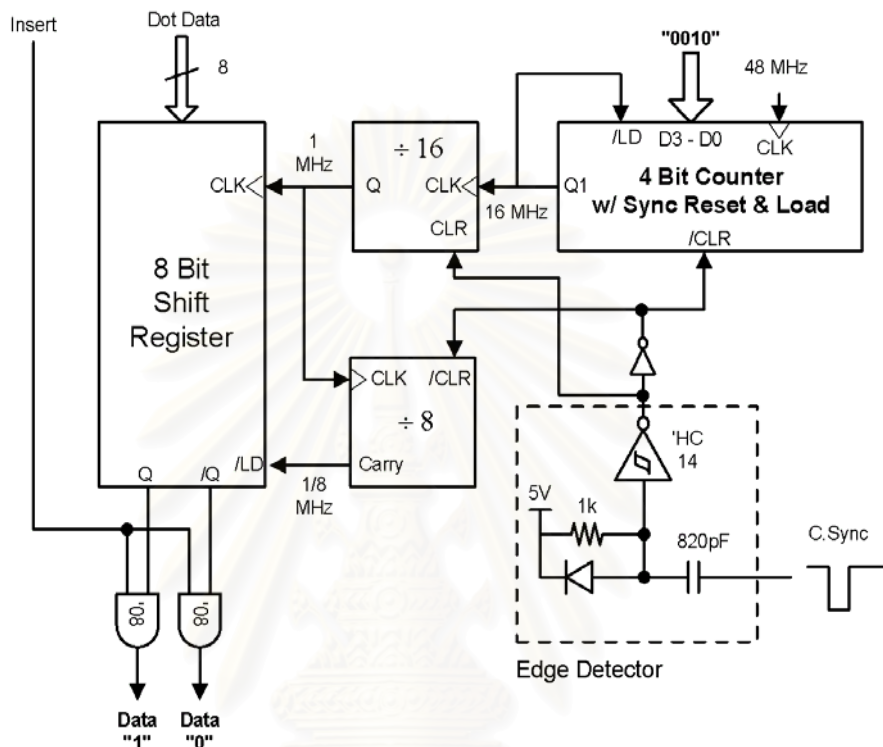 Insert
Dot Data
8
"0010"
48 MHz
/LD
D3 - D0
CLK
4 Bit Counter
w/ Sync Reset & Load
Q1
/CLR
÷ 16
Q
CLK
CLR
16 MHz
1
MHz
CLK
8 Bit
Shift
Register
/LD
Q
/Q
CLK
/CLR
÷ 8
Carry
1/8
MHz
'HC
14
5V
1k
820pF
C.Sync
Edge Detector
'08
'08
Data
"1"
Data
"0"